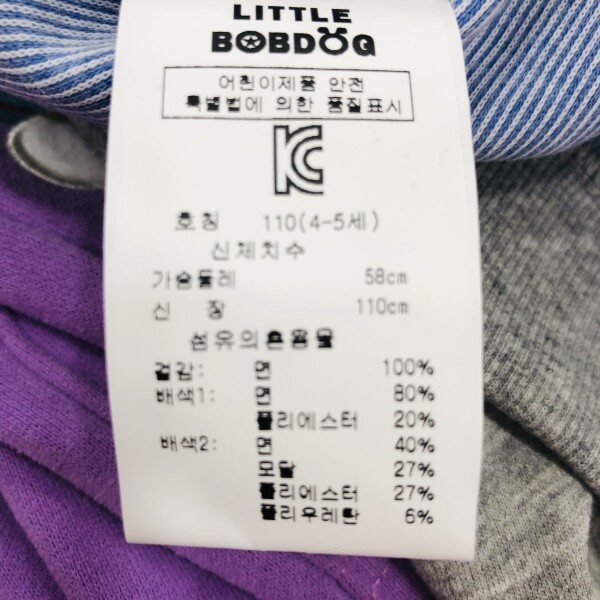 LITTLE
BOBDOG
어린이제품 안전
특별법에 의한 품질표시
KC
호칭 110(4-5세)
신체치수
가슴둘레 58cm
신 장 110cm
섬유의혼용율
겉감: 면 100%
배색1: 면 80%
폴리에스터 20%
배색2: 면 40%
모달 27%
폴리에스터 27%
폴리우레탄 6%